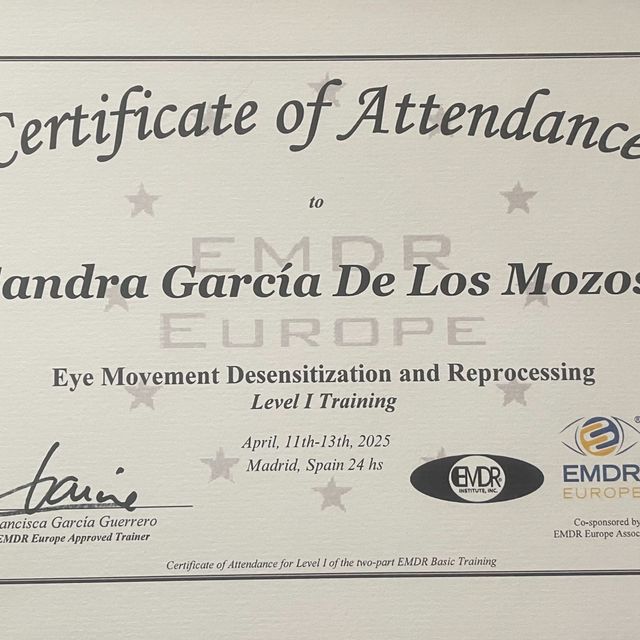 Certificate of Attendance
to
EMDR
andra García De Los Mozos
EUROPE
Eye Movement Desensitization and Reprocessing
Level I Training
April, 11th-13th, 2025
Madrid, Spain 24 hs
ancisca García Guerrero
EMDR Europe Approved Trainer
EMDR®
INSTITUTE, INC.
®
EMDR
EUROPE
Co-sponsored by
EMDR Europe Assoc
Certificate of Attendance for Level I of the two-part EMDR Basic Training